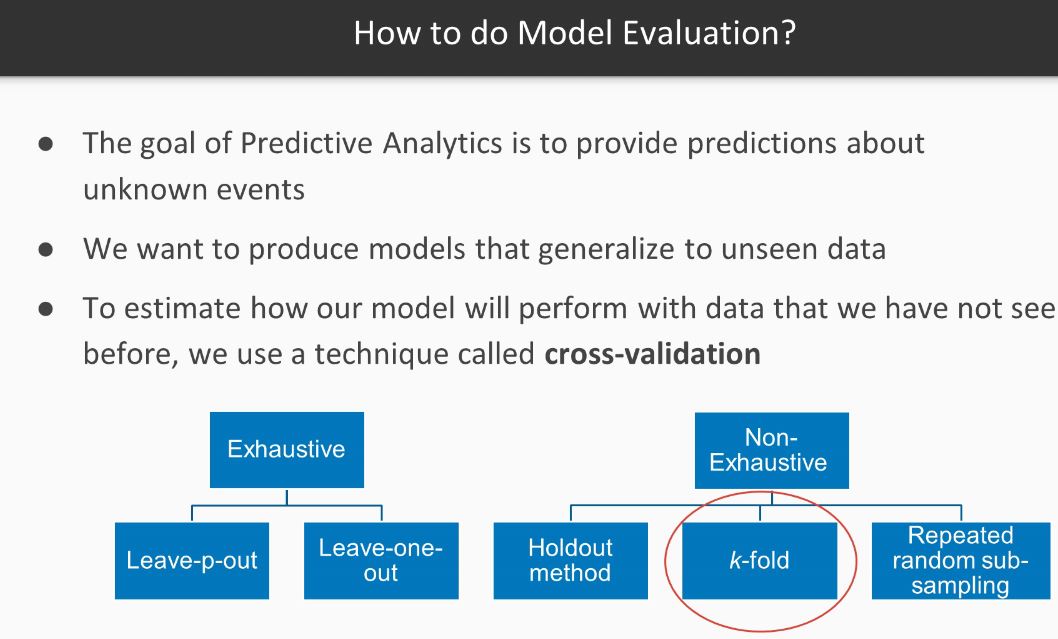 How to do Model Evaluation?
● The goal of Predictive Analytics is to provide predictions about
unknown events
● We want to produce models that generalize to unseen data
● To estimate how our model will perform with data that we have not see
before, we use a technique called cross-validation
Exhaustive
Leave-p-out
Leave-one-
out
Non-
Exhaustive
Holdout
method
k-fold
Repeated
random sub-
sampling